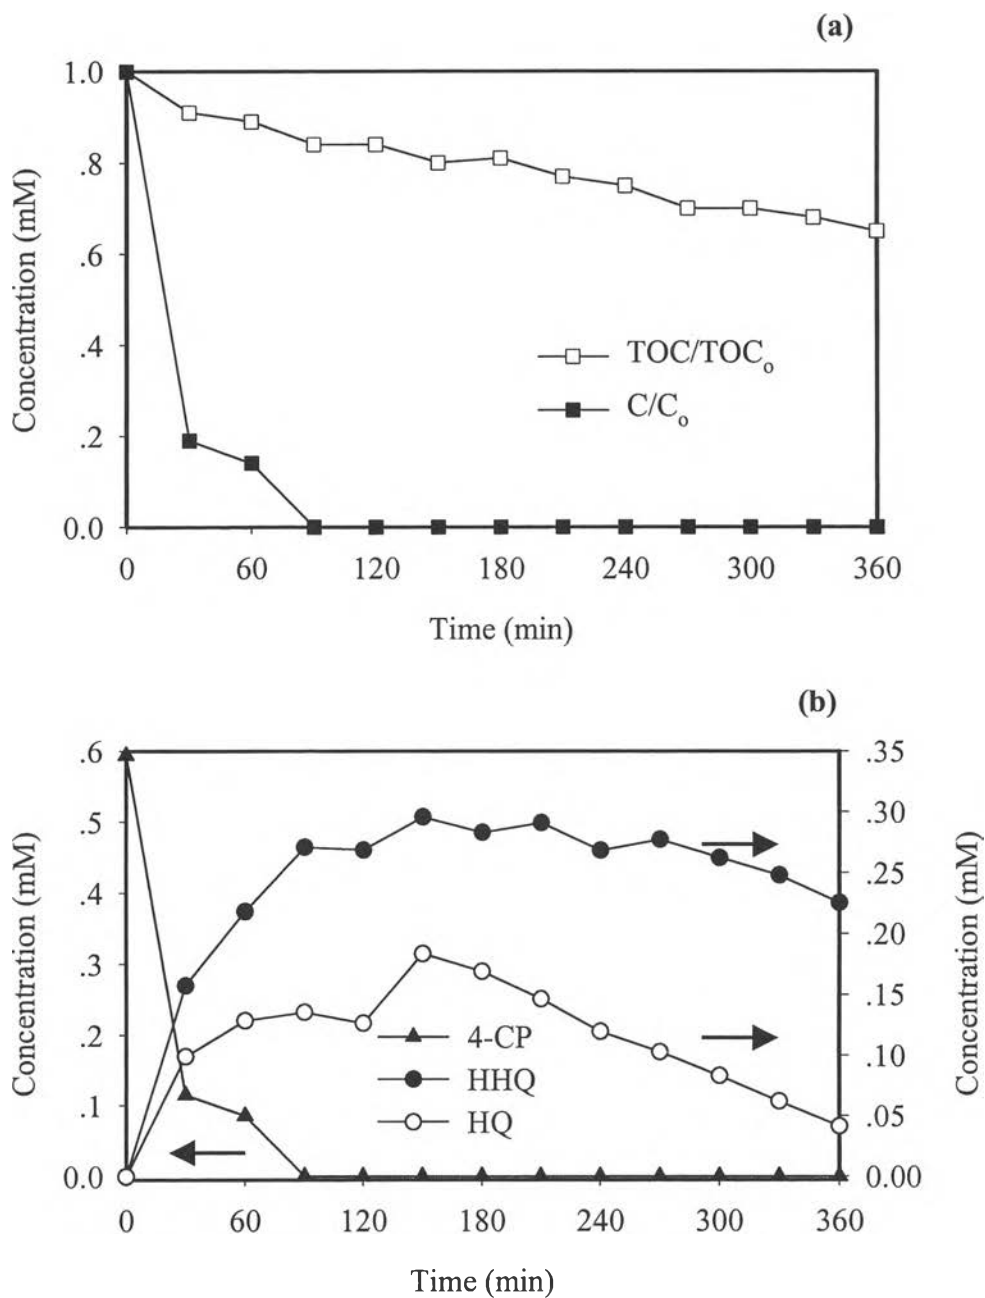 (a)
Concentration (mM)
1.0
.8
.6
.4
.2
0.0
TOC/TOCo
C/Co
0 60 120 180 240 300 360
Time (min)
(b)
Concentration (mM)
.6
.5
.4
.3
.2
.1
0.0
.35
.30
.25
.20
.15
.10
.05
0.00
Concentration (mM)
4-CP
HHQ
HQ
0 60 120 180 240 300 360
Time (min)